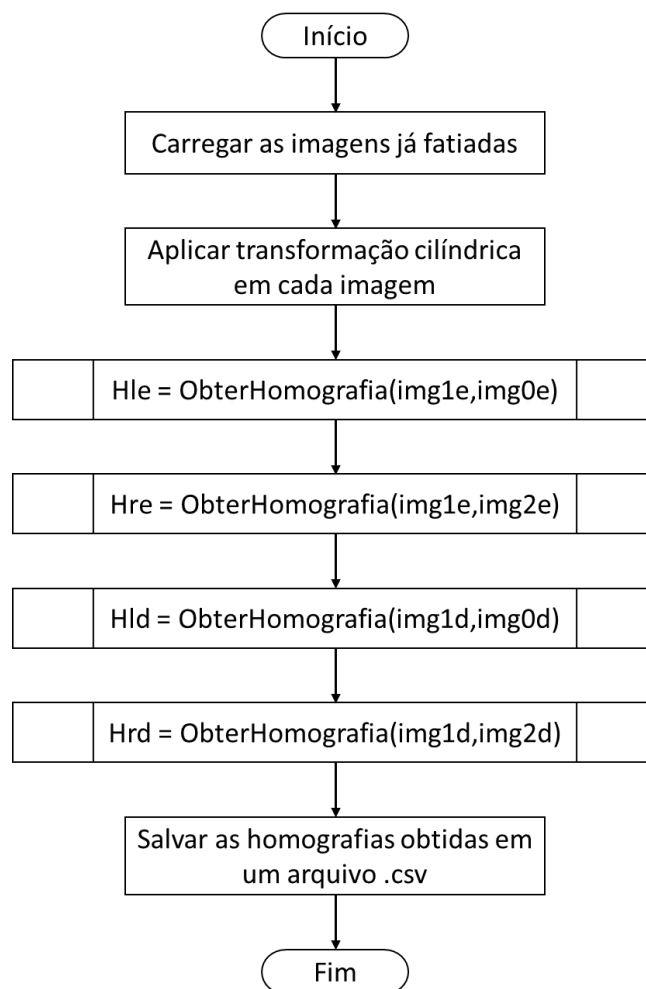 Início
Carregar as imagens já fatiadas
Aplicar transformação cilíndrica
em cada imagem
Hle = ObterHomografia(img1e,img0e)
Hre = ObterHomografia(img1e,img2e)
Hld = ObterHomografia(img1d,img0d)
Hrd = ObterHomografia(img1d,img2d)
Salvar as homografias obtidas em
um arquivo .csv
Fim